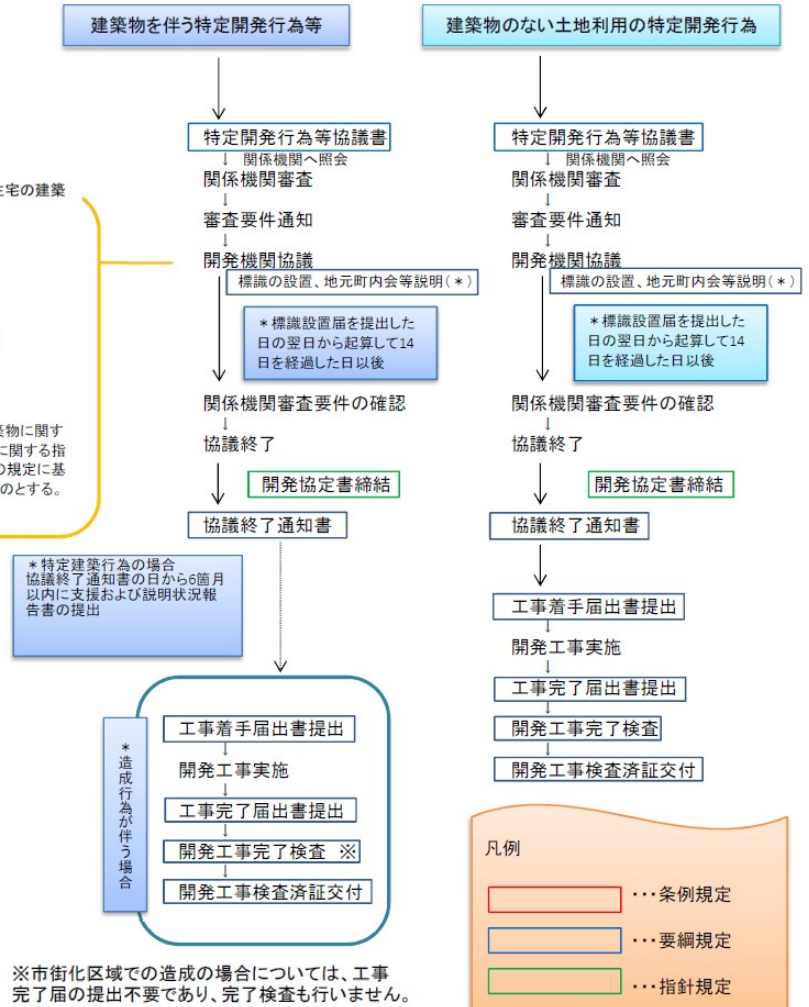 建築物を伴う特定開発行為等
特定開発行為等協議書
↓ 関係機関へ照会
関係機関審査
↓
審査要件通知
↓
開発機関協議
標識の設置、地元町内会等説明(*)
*標識設置届を提出した
日の翌日から起算して14
日を経過した日以後
関係機関審査要件の確認
↓
協議終了
開発協定書締結
協議終了通知書
住宅の建築
築物に関す
に関する指
の規定に基
のとする。
*特定建築行為の場合
協議終了通知書の日から6箇月
以内に支援および説明状況報
告書の提出
*造成行為が伴う場合
工事着手届出書提出
↓
開発工事実施
↓
工事完了届出書提出
↓
開発工事完了検査 ※
↓
開発工事検査済証交付
※市街化区域での造成の場合については、工事
完了届の提出不要であり、完了検査も行いません。
建築物のない土地利用の特定開発行為
特定開発行為等協議書
↓ 関係機関へ照会
関係機関審査
↓
審査要件通知
↓
開発機関協議
標識の設置、地元町内会等説明(*)
*標識設置届を提出した
日の翌日から起算して14
日を経過した日以後
関係機関審査要件の確認
↓
協議終了
開発協定書締結
協議終了通知書
工事着手届出書提出
↓
開発工事実施
↓
工事完了届出書提出
↓
開発工事完了検査
↓
開発工事検査済証交付
凡例
･･･条例規定
･･･要綱規定
･･･指針規定